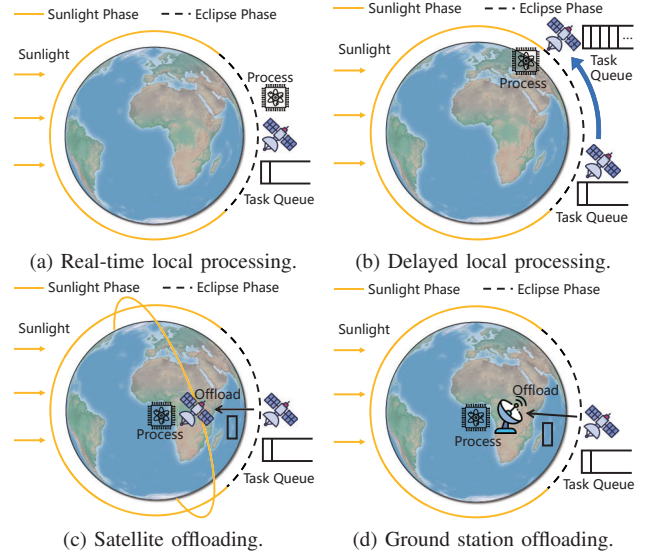 Sunlight Phase Eclipse Phase
Sunlight
Process
Task Queue
(a) Real-time local processing.
Sunlight Phase Eclipse Phase
Sunlight
Process
Task
Queue
...
Task Queue
(b) Delayed local processing.
Sunlight Phase Eclipse Phase
Sunlight
Offload
Process
Task Queue
(c) Satellite offloading.
Sunlight Phase Eclipse Phase
Sunlight
Offload
Process
Task Queue
(d) Ground station offloading.